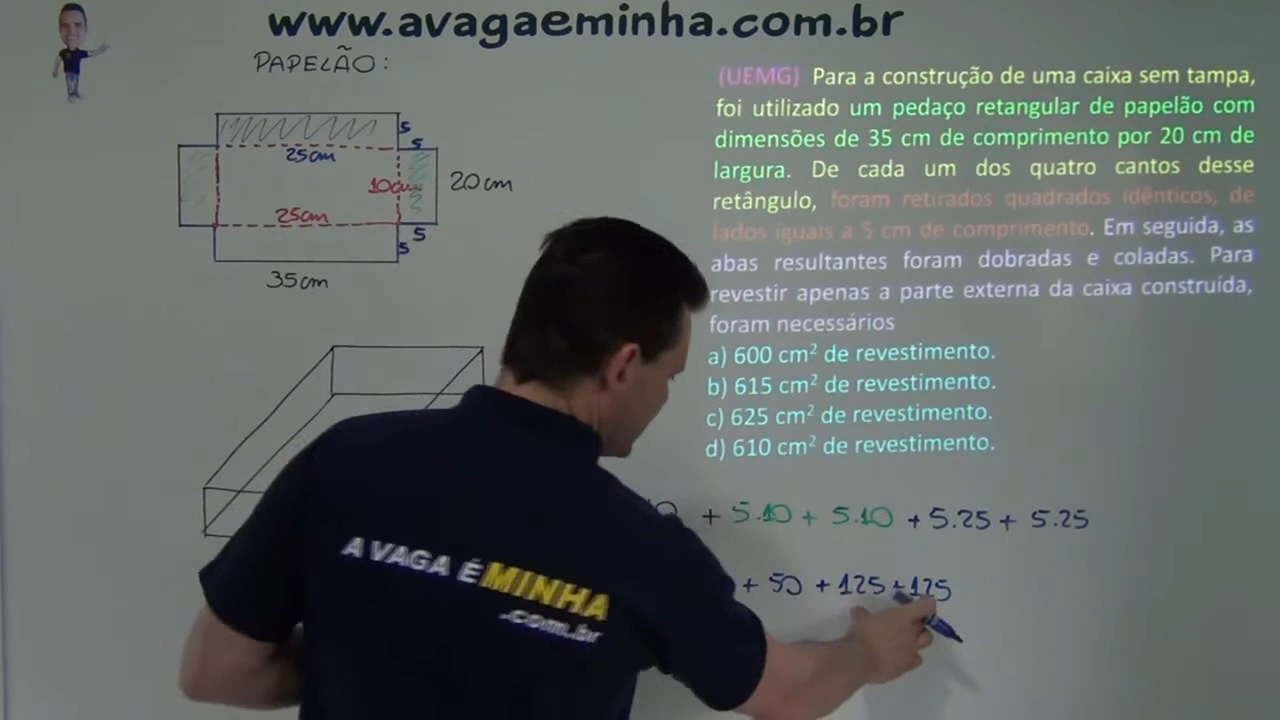 www.avagaeminha.com.br
PAPELÃO:
5
5
25cm
10cm
20cm
25cm
5
5
35cm
(UEMG) Para a construção de uma caixa sem tampa,
foi utilizado um pedaço retangular de papelão com
dimensões de 35 cm de comprimento por 20 cm de
largura. De cada um dos quatro cantos desse
retângulo, foram retirados quadrados idênticos, de
lados iguais a 5 cm de comprimento. Em seguida, as
abas resultantes foram dobradas e coladas. Para
revestir apenas a parte externa da caixa construída,
foram necessários
a) 600 cm² de revestimento.
b) 615 cm² de revestimento.
c) 625 cm² de revestimento.
d) 610 cm² de revestimento.
+ 5.10 + 5.10 + 5.25 + 5.25
+ 50 + 125 + 125
A VAGA É MINHA
.com.br